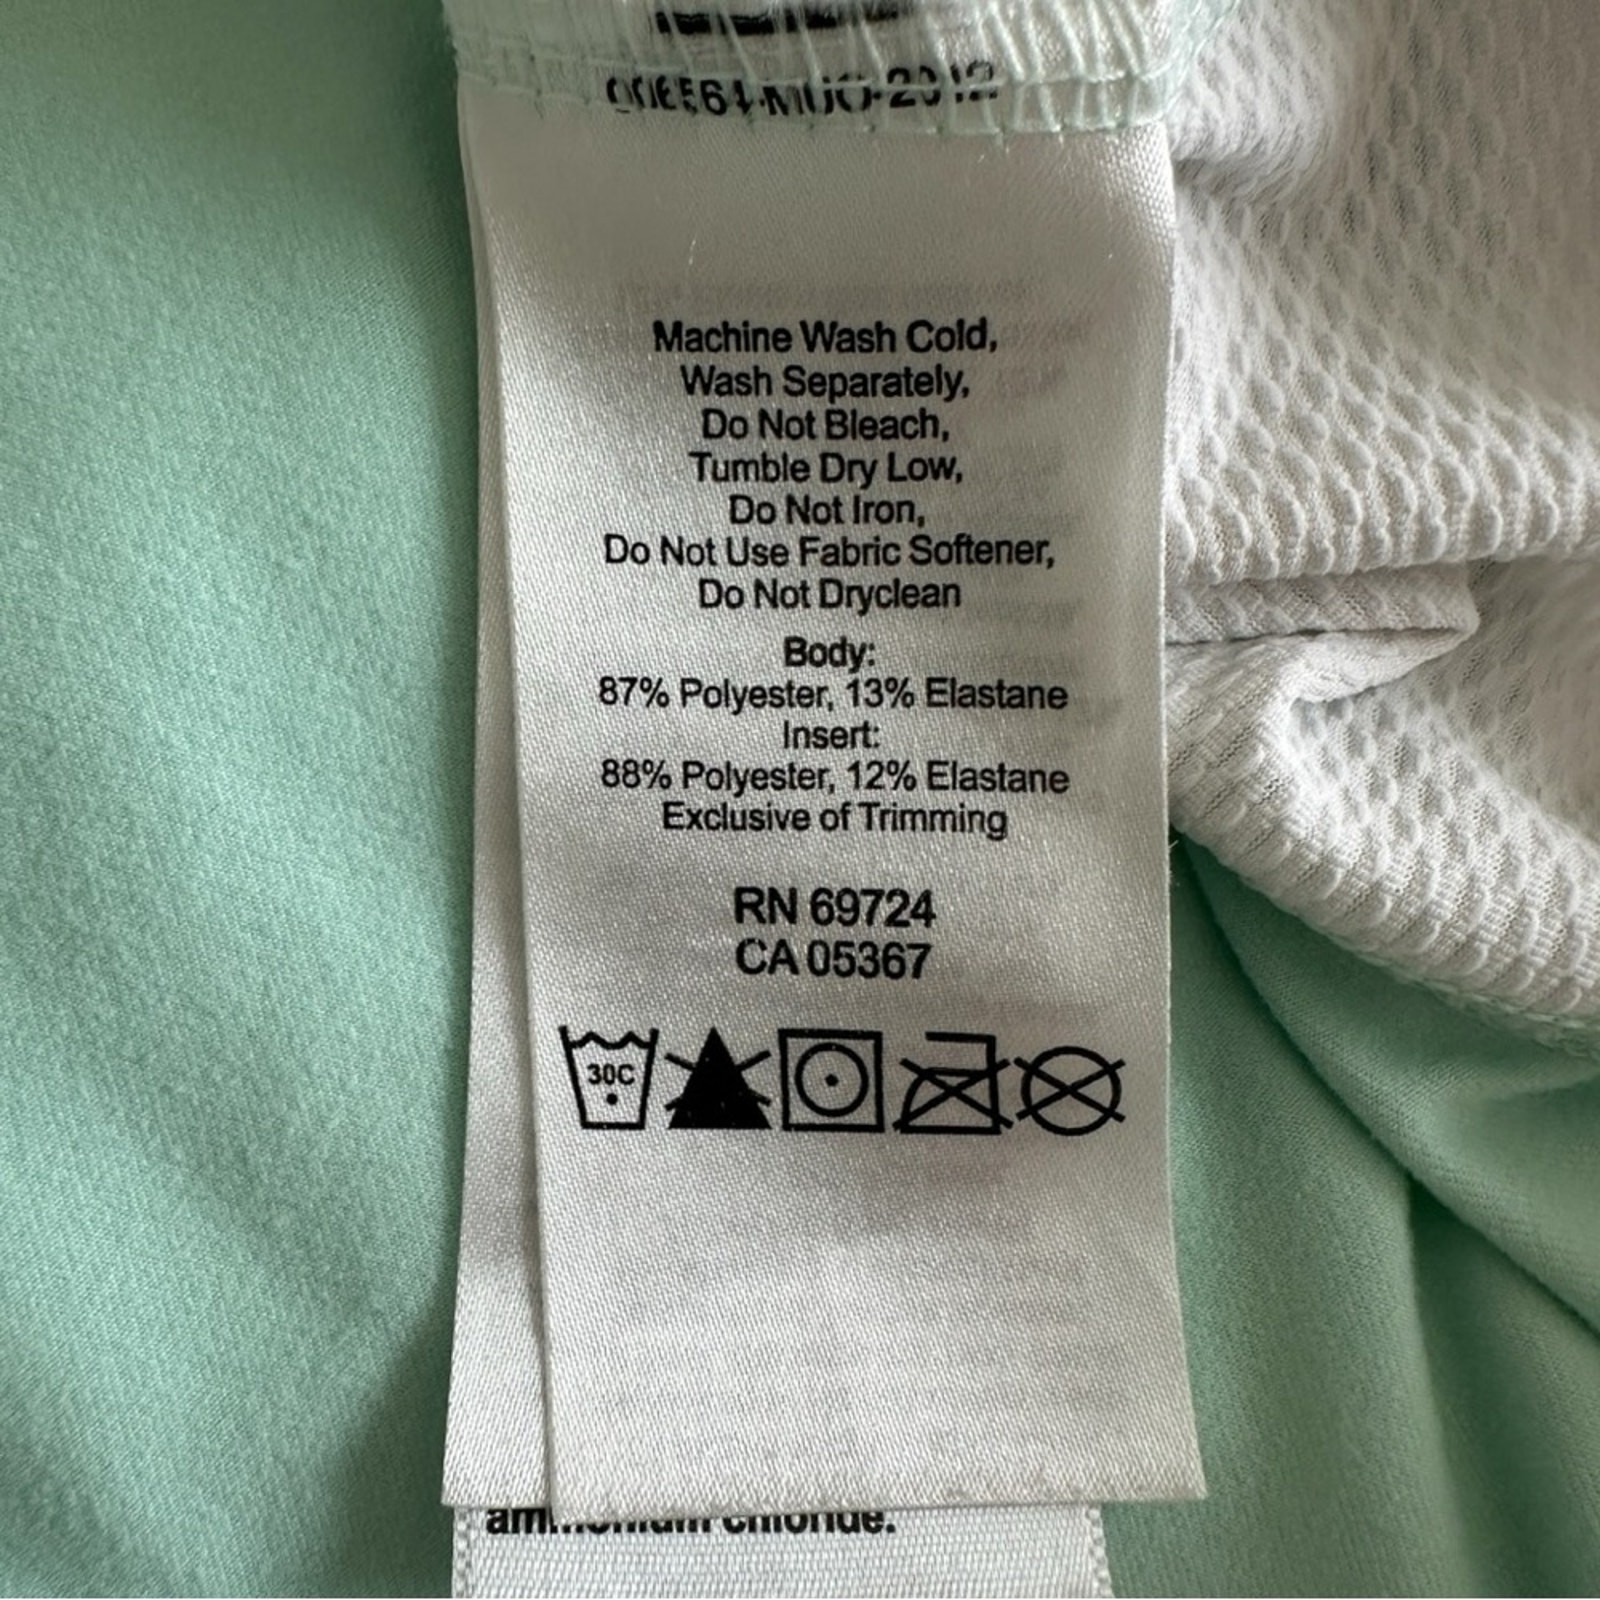 Machine Wash Cold,
Wash Separately,
Do Not Bleach,
Tumble Dry Low,
Do Not Iron,
Do Not Use Fabric Softener,
Do Not Dryclean
Body:
87% Polyester, 13% Elastane
Insert:
88% Polyester, 12% Elastane
Exclusive of Trimming
RN 69724
CA 05367
30C
ammonium chloride.